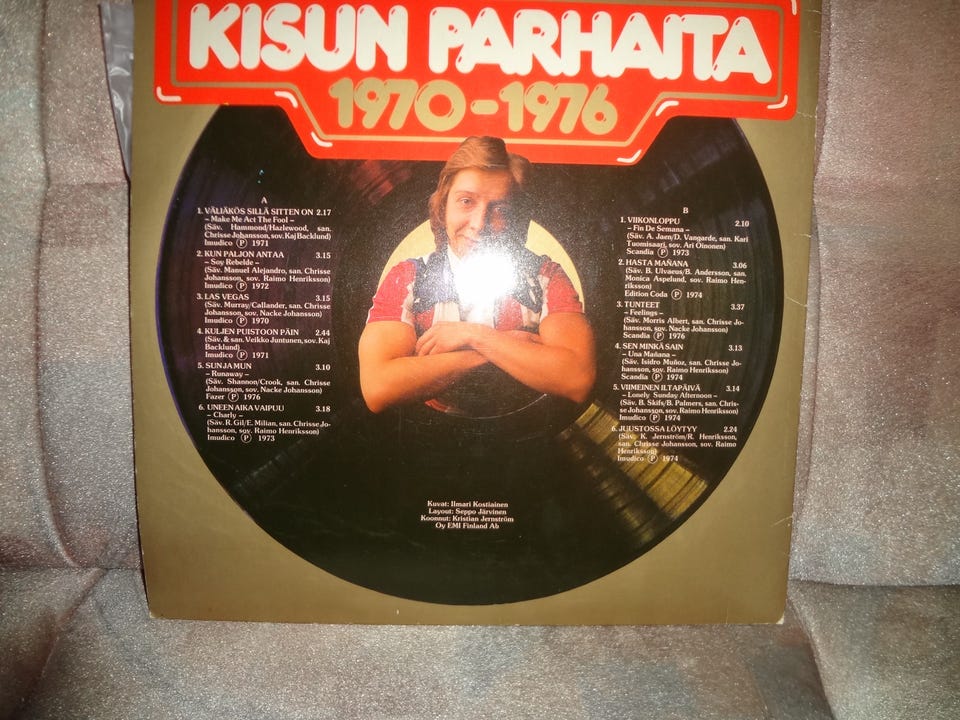 KISUN PARHAITA
1970-1976
A
1. VÄLIÄKÖS SILLÄ SITTEN ON 2.17
– Make Me Act The Fool –
(Säv. Hammond/Hazlewood, san.
Chrisse Johansson, sov. Kaj Backlund)
Imudico Ⓟ 1971
2. KUN PALJON ANTAA 3.15
– Soy Rebelde –
(Säv. Manuel Alejandro, san. Chrisse
Johansson, sov. Raimo Henriksson)
Imudico Ⓟ 1972
3. LAS VEGAS 3.15
(Säv. Murray/Callander, san. Chrisse
Johansson, sov. Nacke Johansson)
Imudico Ⓟ 1970
4. KULJEN PUISTOON PÄIN 2.44
(Säv. & san. Veikko Juntunen, sov. Kaj
Backlund)
Imudico Ⓟ 1971
5. SUN JA MUN 3.10
– Runaway –
(Säv. Shannon/Crook, san. Chrisse
Johansson, sov. Nacke Johansson)
Fazer Ⓟ 1976
6. UNEEN AIKA VAIPUU 3.18
– Charly –
(Säv. R. Gil/E. Milian, san. Chrisse Jo-
hansson, sov. Raimo Henriksson)
Imudico Ⓟ 1973
B
1. VIIKONLOPPU 2.10
– Fin De Semana –
(Säv. A. Jaen/D. Vangarde, san. Kari
Tuomisaari, sov. Ari Oinonen)
Scandia Ⓟ 1973
2. HASTA MAÑANA 3.06
(Säv. B. Ulvaeus/B. Andersson, san.
Monica Aspelund, sov. Raimo Hen-
riksson)
Edition Coda Ⓟ 1974
3. TUNTEET 3.37
– Feelings –
(Säv. Morris Albert, san. Chrisse Jo-
hansson, sov. Nacke Johansson)
Scandia Ⓟ 1976
4. SEN MINKÄ SAIN 3.13
– Una Mañana –
(Säv. Isidro Muñoz, san. Chrisse Jo-
hansson, sov. Raimo Henriksson)
Scandia Ⓟ 1974
5. VIIMEINEN ILTAPÄIVÄ 3.14
– Lonely Sunday Afternoon –
(Säv. B. Skifs/B. Palmers, san. Chris-
se Johansson, sov. Raimo Henriksson)
Imudico Ⓟ 1974
6. JUUSTOSSA LÖYTYY 2.24
(Säv. K. Jernström/R. Henriksson,
san. Chrisse Johansson, sov. Raimo
Henriksson)
Imudico Ⓟ 1974
Kuvat: Ilmari Kostiainen
Layout: Seppo Järvinen
Koonnut: Kristian Jernström
Oy EMI Finland Ab